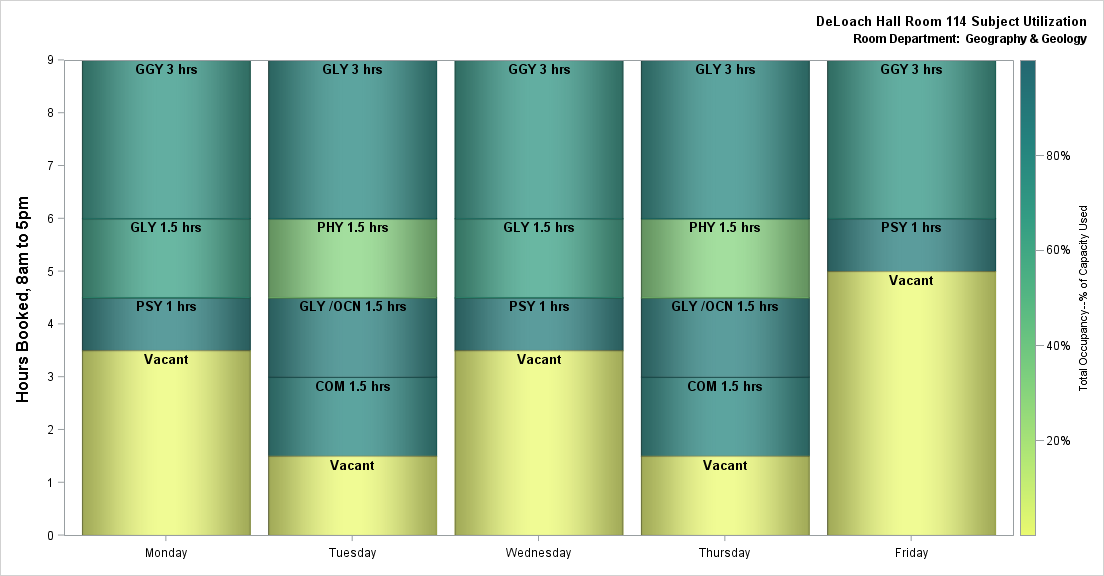 DeLoach Hall Room 114 Subject Utilization
Room Department: Geography & Geology
Hours Booked, 8am to 5pm
9
8
7
6
5
4
3
2
1
0
GGY 3 hrs
GLY 1.5 hrs
PSY 1 hrs
Vacant
GLY 3 hrs
PHY 1.5 hrs
GLY /OCN 1.5 hrs
COM 1.5 hrs
Vacant
GGY 3 hrs
GLY 1.5 hrs
PSY 1 hrs
Vacant
GLY 3 hrs
PHY 1.5 hrs
GLY /OCN 1.5 hrs
COM 1.5 hrs
Vacant
GGY 3 hrs
PSY 1 hrs
Vacant
Monday
Tuesday
Wednesday
Thursday
Friday
80%
60%
40%
20%
Total Occupancy--% of Capacity Used